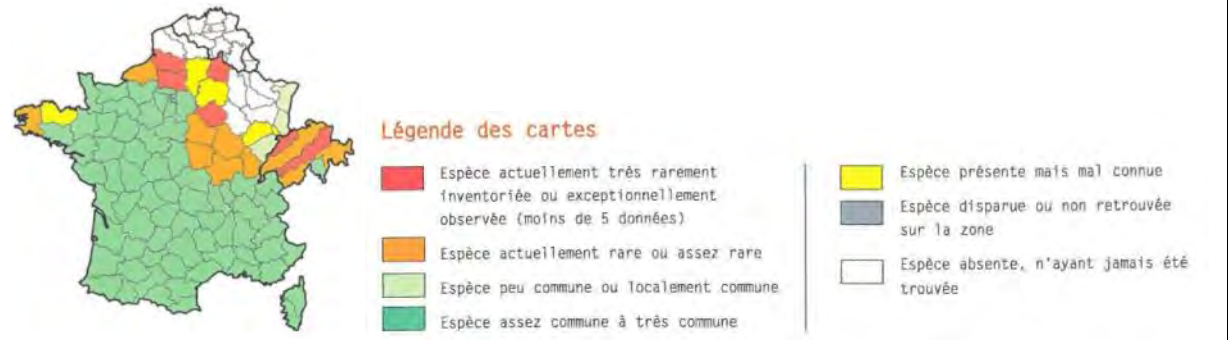 Légende des cartes
Espèce actuellement très rarement
inventoriée ou exceptionnellement
observée (moins de 5 données)
Espèce actuellement rare ou assez rare
Espèce peu commune ou localement commune
Espèce assez commune à très commune
Espèce présente mais mal connue
Espèce disparue ou non retrouvée
sur la zone
Espèce absente, n'ayant jamais été
trouvée